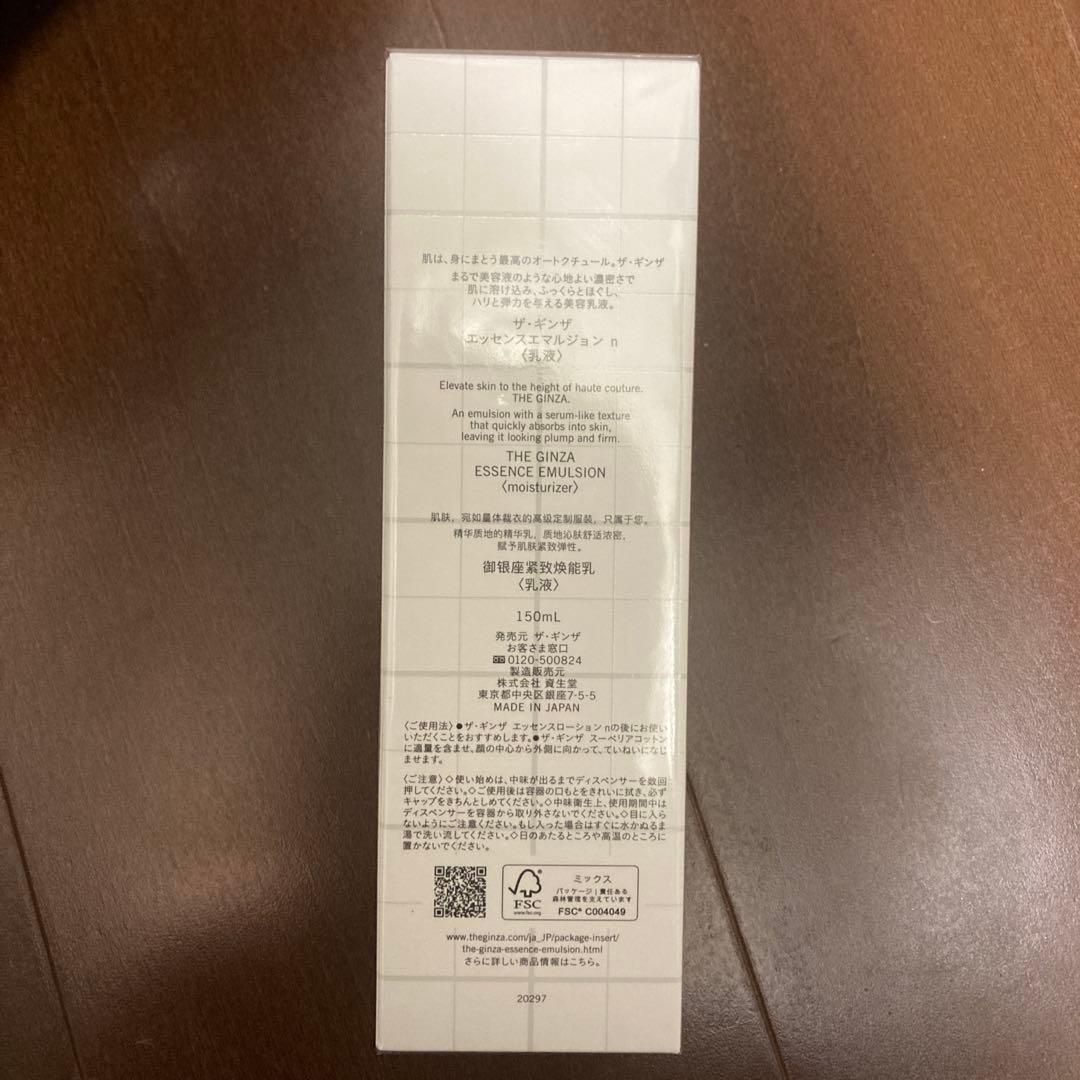 肌は、身にまとう最高のオートクチュール。ザ・ギンザ
まるで美容液のような心地よい濃密さで
肌に溶け込み、ふっくらとほぐし、
ハリと弾力を与える美容乳液。
ザ・ギンザ
エッセンスエマルジョン n
〈乳液〉
Elevate skin to the height of haute couture.
THE GINZA.
An emulsion with a serum-like texture
that quickly absorbs into skin,
leaving it looking plump and firm.
THE GINZA
ESSENCE EMULSION
〈moisturizer〉
肌肤，宛如量体裁衣的高级定制服装，只属于您。
精华质地的精华乳，质地沁肤舒适浓密，
赋予肌肤紧致弹性。
御银座紧致焕能乳
〈乳液〉
150mL
発売元 ザ・ギンザ
お客さま窓口
0120-500824
製造販売元
株式会社 資生堂
東京都中央区銀座7-5-5
MADE IN JAPAN
〈ご使用法〉●ザ・ギンザ エッセンスローション nの後にお使い
いただくことをおすすめします。●ザ・ギンザ スーペリアコットン
に適量を含ませ、顔の中心から外側に向かって、ていねいになじ
ませます。
〈ご注意〉◇使い始めは、中味が出るまでディスペンサーを数回
押してください。◇ご使用後は容器の口もとをきれいに拭き、必ず
キャップをきちんとしめてください。◇中味衛生上、使用期間中は
ディスペンサーを容器から取り外さないでください。◇目に入ら
ないようにご注意ください。もし入った場合はすぐに水かぬるま
湯で洗い流してください。◇日のあたるところや高温のところに
置かないでください。
FSC
www.fsc.org
ミックス
パッケージ｜責任ある
森林管理を支えています
FSC® C004049
www.theginza.com/ja_JP/package-insert/
the-ginza-essence-emulsion.html
さらに詳しい商品情報はこちら。
20297